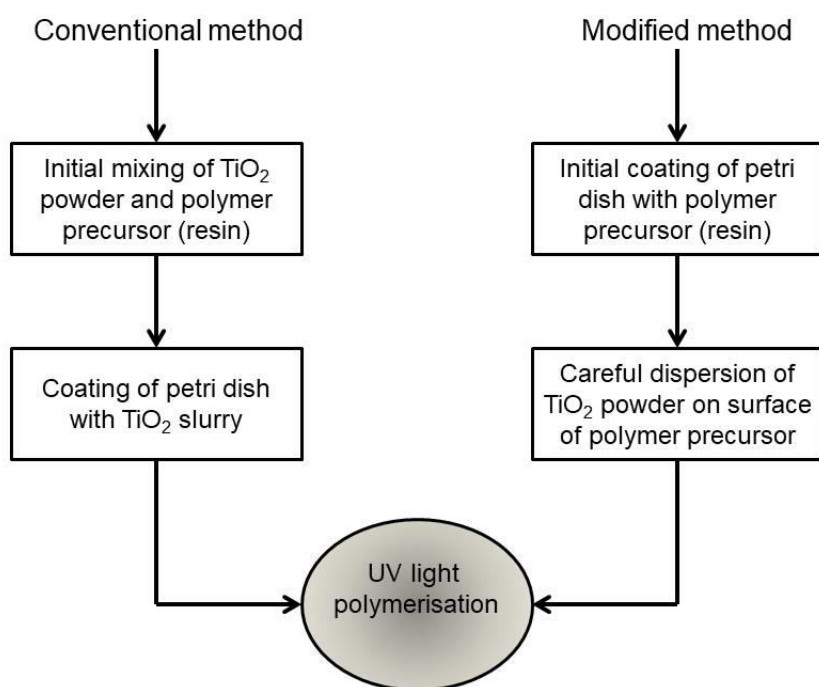 Conventional method
Initial mixing of TiO₂
powder and polymer
precursor (resin)
Coating of petri dish
with TiO₂ slurry
Modified method
Initial coating of petri
dish with polymer
precursor (resin)
Careful dispersion of
TiO₂ powder on surface
of polymer precursor
UV light
polymerisation